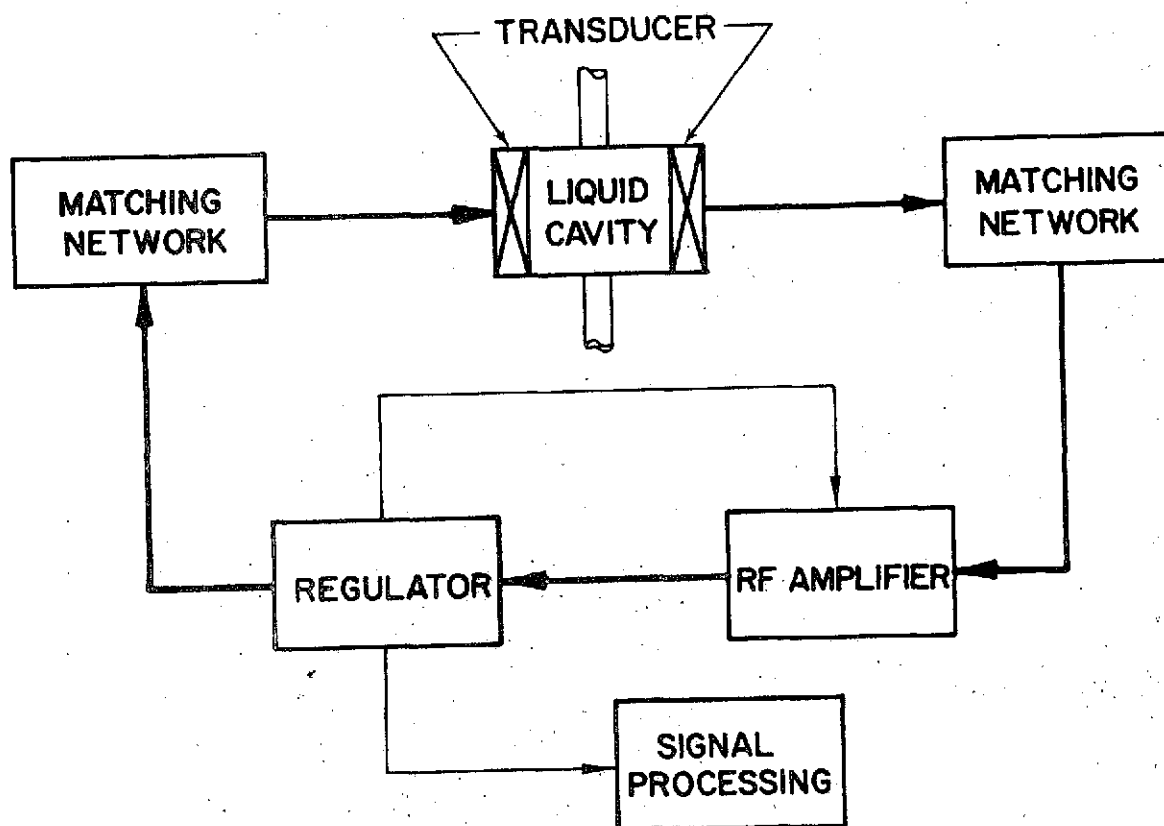 TRANSDUCER
MATCHING
NETWORK
LIQUID
CAVITY
MATCHING
NETWORK
REGULATOR
RF AMPLIFIER
SIGNAL
PROCESSING